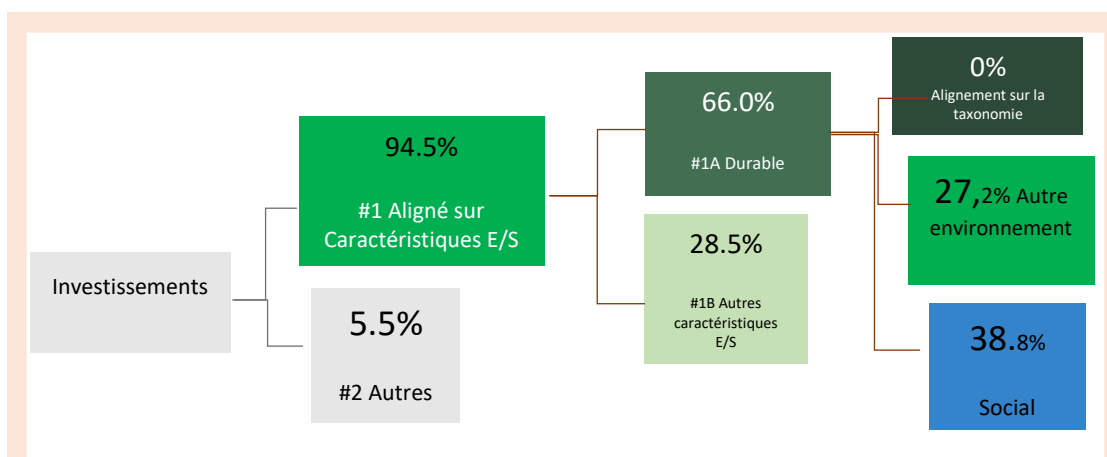 Investissements
94.5%
#1 Aligné sur
Caractéristiques E/S
5.5%
#2 Autres
66.0%
#1A Durable
28.5%
#1B Autres
caractéristiques
E/S
0%
Alignement sur la
taxonomie
27,2% Autre
environnement
38.8%
Social